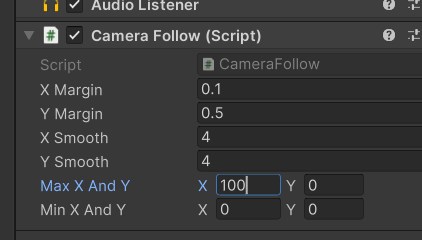 Audio Listener
# Camera Follow (Script)
Script # CameraFollow
X Margin 0.1
Y Margin 0.5
X Smooth 4
Y Smooth 4
Max X And Y X 100 Y 0
Min X And Y X 0 Y 0